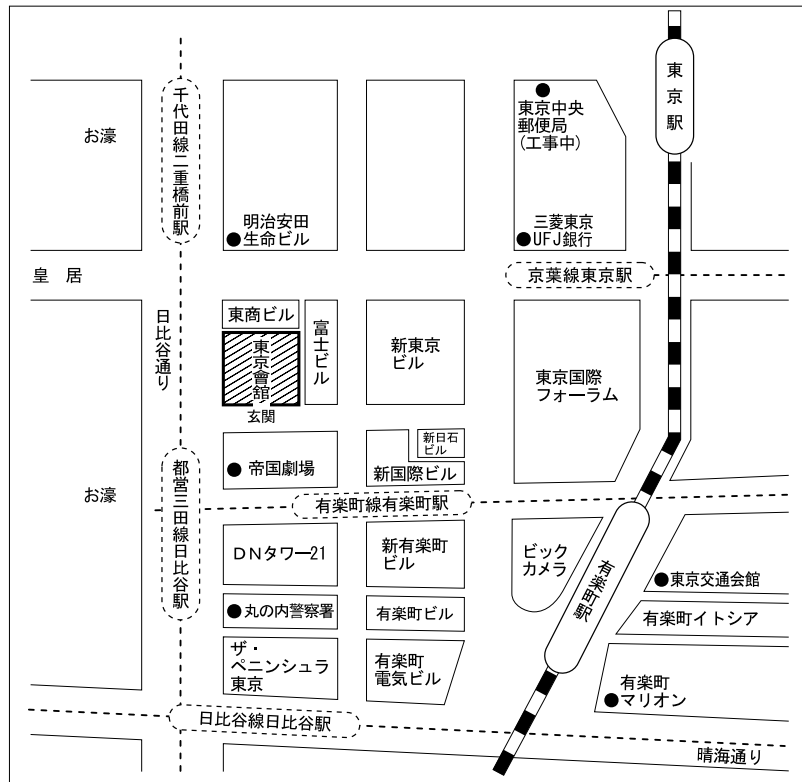 東京駅
千代田線二重橋前駅
お濠
東京中央
郵便局
(工事中)
明治安田
生命ビル
三菱東京
UFJ銀行
皇 居
京葉線東京駅
日比谷通り
東商ビル
富士ビル
東京會舘
玄関
新東京
ビル
東京国際
フォーラム
新日石
ビル
帝国劇場
新国際ビル
都営三田線日比谷駅
お濠
有楽町線有楽町駅
DNタワー21
新有楽町
ビル
ビック
カメラ
有楽町駅
東京交通会館
丸の内警察署
有楽町ビル
有楽町イトシア
ザ・
ペニンシュラ
東京
有楽町
電気ビル
有楽町
マリオン
日比谷線日比谷駅
晴海通り